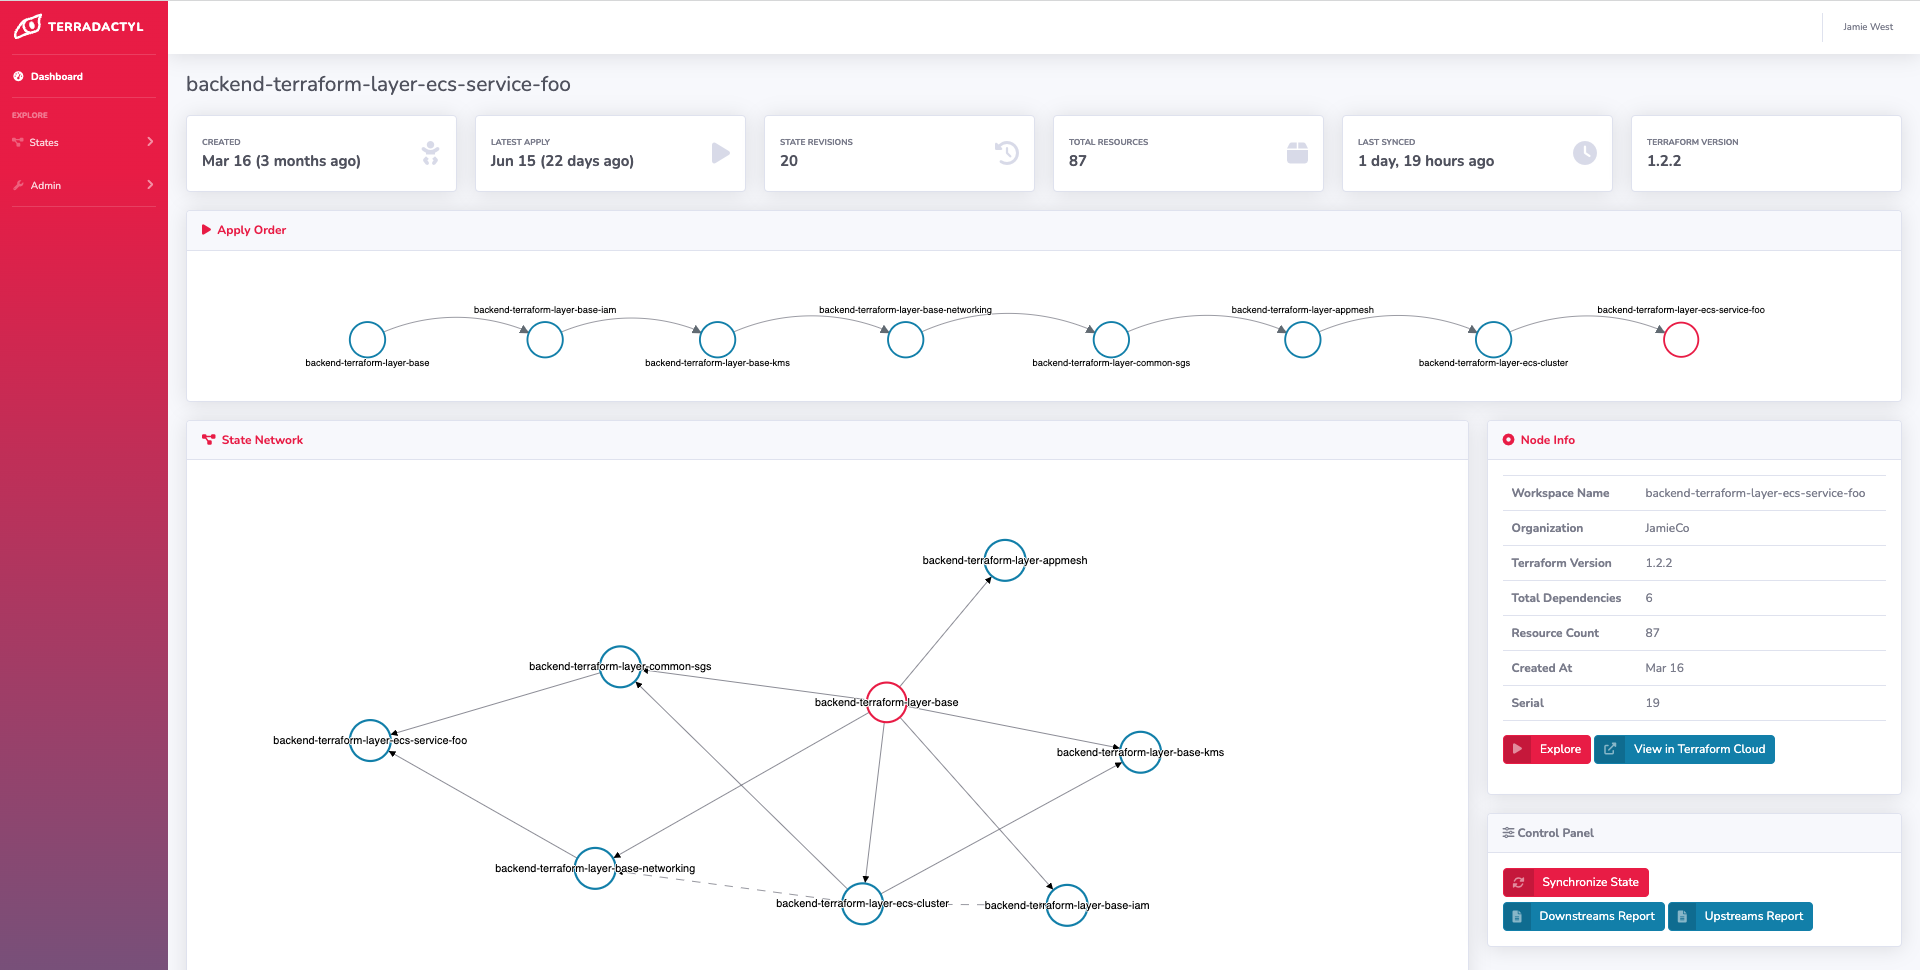 TERRADACTYL
Jamie West
Dashboard
EXPLORE
States
Admin
backend-terraform-layer-ecs-service-foo
CREATED
Mar 16 (3 months ago)
LATEST APPLY
Jun 15 (22 days ago)
STATE REVISIONS
20
TOTAL RESOURCES
87
LAST SYNCED
1 day, 19 hours ago
TERRAFORM VERSION
1.2.2
Apply Order
backend-terraform-layer-base-iam
backend-terraform-layer-base-networking
backend-terraform-layer-appmesh
backend-terraform-layer-ecs-service-foo
backend-terraform-layer-base
backend-terraform-layer-base-kms
backend-terraform-layer-common-sgs
backend-terraform-layer-ecs-cluster
State Network
backend-terraform-layer-appmesh
backend-terraform-layer-common-sgs
backend-terraform-layer-base
backend-terraform-layer-ecs-service-foo
backend-terraform-layer-base-kms
backend-terraform-layer-base-networking
backend-terraform-layer-ecs-cluster
backend-terraform-layer-base-iam
Node Info
Workspace Name backend-terraform-layer-ecs-service-foo
Organization JamieCo
Terraform Version 1.2.2
Total Dependencies 6
Resource Count 87
Created At Mar 16
Serial 19
Explore View in Terraform Cloud
Control Panel
Synchronize State
Downstreams Report Upstreams Report